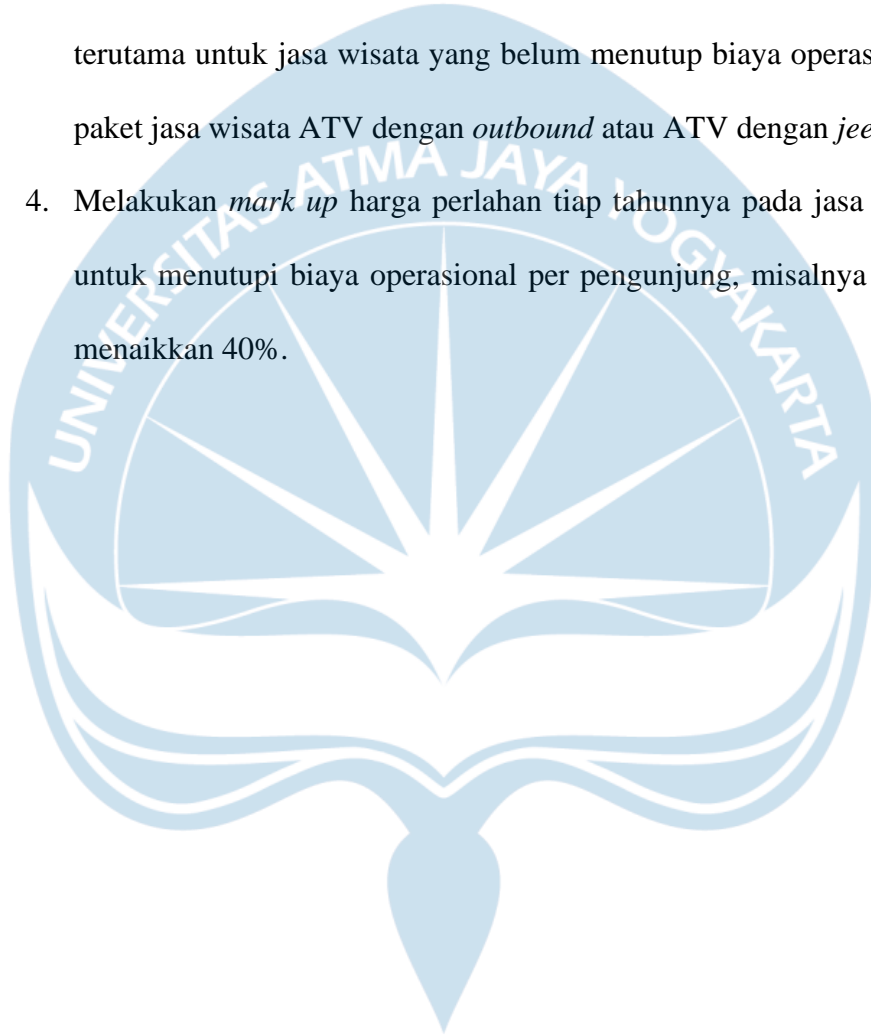 terutama untuk jasa wisata yang belum menutup biaya
paket jasa wisata ATV dengan outbound atau ATV dengan
4. Melakukan mark up harga perlahan tiap tahunnya pada jasa
untuk menutupi biaya operasional per pengunjung, misalnya
menaikkan 40%.
UNIVERSITAS ATMA JAYA YOGYAKARTA